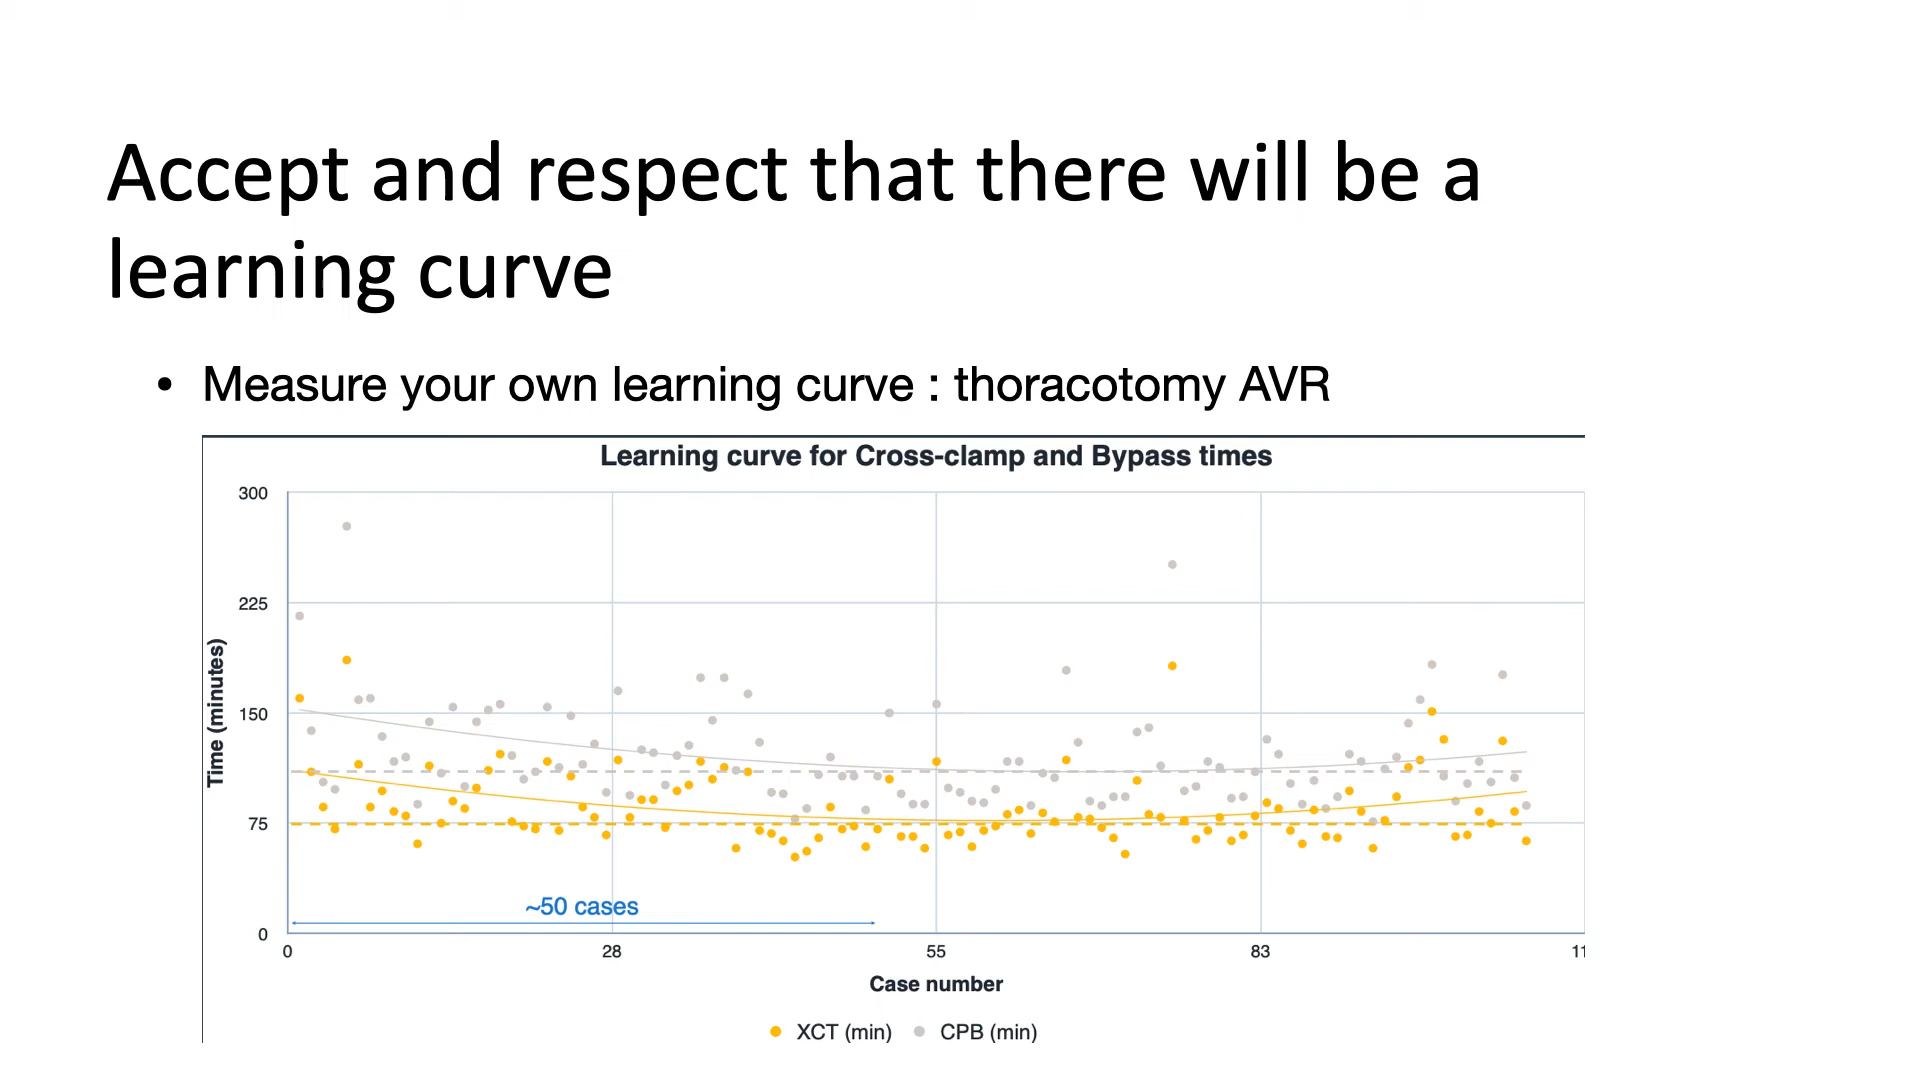 Accept and respect that there will be a
learning curve
• Measure your own learning curve : thoracotomy AVR
Learning curve for Cross-clamp and Bypass times
300
225
150
75
0
Time (minutes)
~50 cases
0 28 55 83 11
Case number
XCT (min) CPB (min)